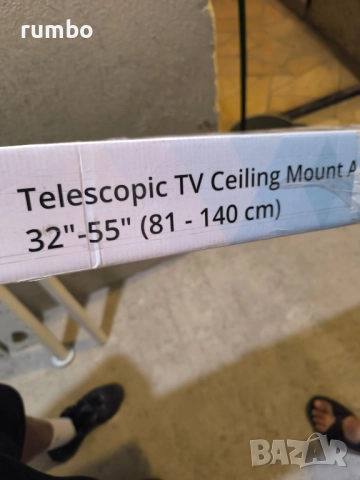 rumbo
Telescopic TV Ceiling Mount A
32"-55" (81 - 140 cm)
BAZAR